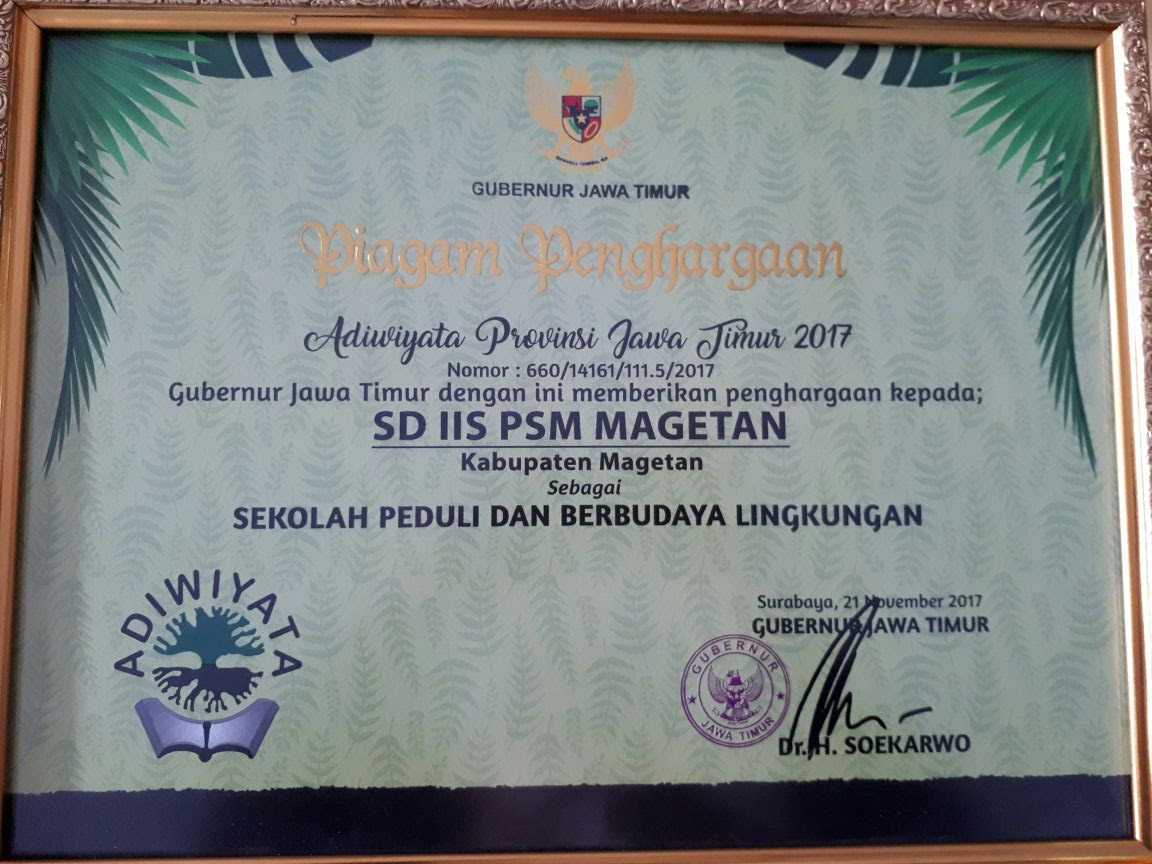 GUBERNUR JAWA TIMUR
Piagam Penghargaan
Adiwiyata Provinsi Jawa Timur 2017
Nomor : 660/14161/111.5/2017
Gubernur Jawa Timur dengan ini memberikan penghargaan kepada;
SD IIS PSM MAGETAN
Kabupaten Magetan
Sebagai
SEKOLAH PEDULI DAN BERBUDAYA LINGKUNGAN
ADIWIYATA
Surabaya, 21 November 2017
GUBERNUR JAWA TIMUR
GUBERNUR
JAWA TIMUR
Dr. H. SOEKARWO